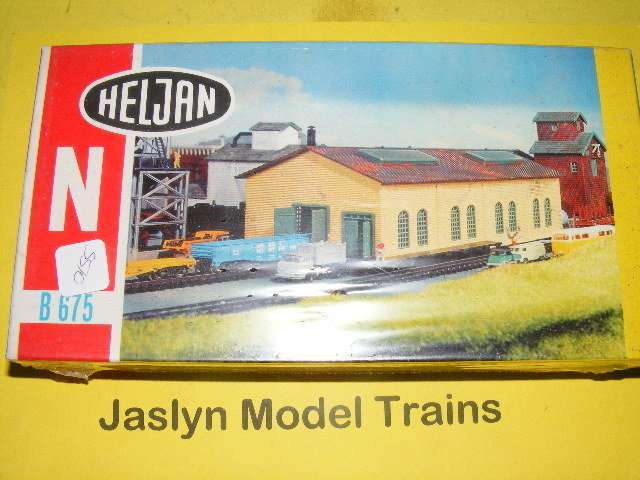 HELJAN
N
B 675
Jaslyn Model Trains